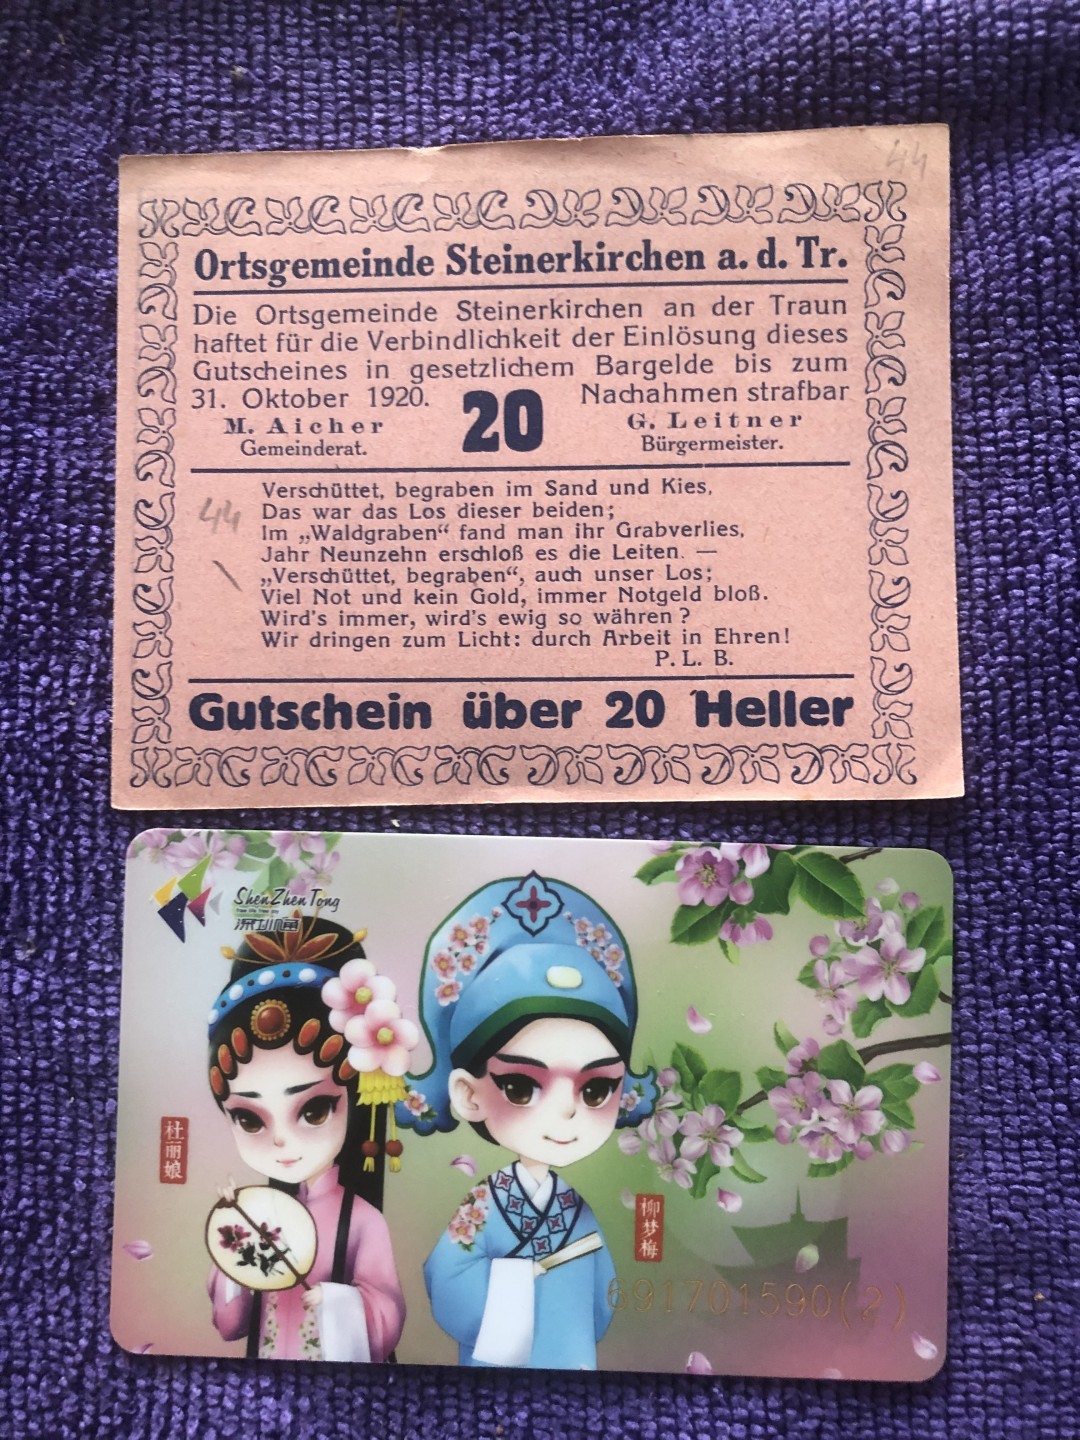 44
Ortsgemeinde Steinerkirchen a. d. Tr.
Die Ortsgemeinde Steinerkirchen an der Traun
haftet für die Verbindlichkeit der Einlösung dieses
Gutscheines in gesetzlichem Bargelde bis zum
31. Oktober 1920. 20 Nachahmen strafbar
M. Aicher G. Leitner
Gemeinderat. Bürgermeister.
Verschüttet, begraben im Sand und Kies,
44 Das war das Los dieser beiden;
Im „Waldgraben“ fand man ihr Grabverlies,
Jahr Neunzehn erschloß es die Leiten. —
„Verschüttet, begraben“, auch unser Los;
Viel Not und kein Gold, immer Notgeld bloß.
Wird's immer, wird's ewig so währen?
Wir dringen zum Licht: durch Arbeit in Ehren!
P. L. B.
Gutschein über 20 Heller
ShenZhen Tong
深圳通
杜丽娘
柳梦梅
691701590(2)